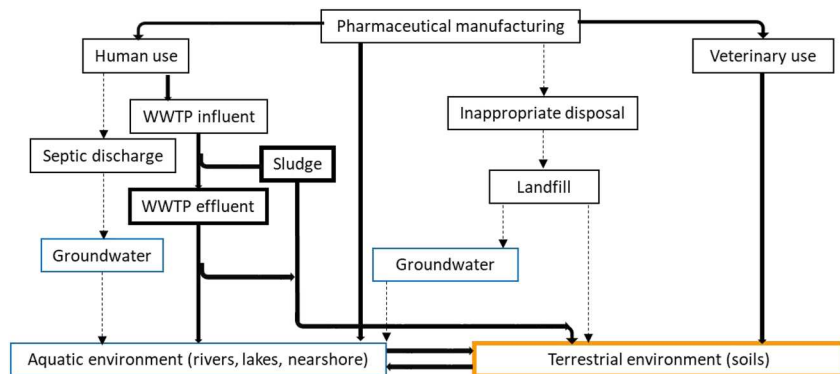 Pharmaceutical manufacturing
Human use
Veterinary use
WWTP influent
Inappropriate disposal
Septic discharge
Sludge
Landfill
WWTP effluent
Groundwater
Groundwater
Aquatic environment (rivers, lakes, nearshore)
Terrestrial environment (soils)